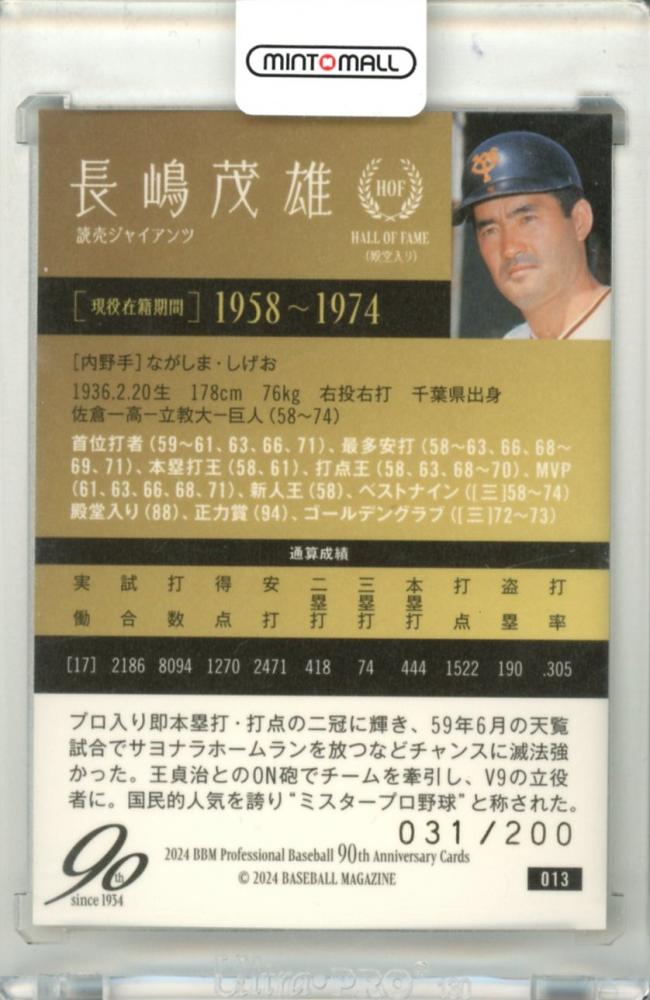 MINTOMALL
長嶋茂雄
読売ジャイアンツ
HOF
HALL OF FAME
(殿堂入り)
YG
[現役在籍期間] 1958～1974
[内野手]ながしま・しげお
1936.2.20生 178cm 76kg 右投右打 千葉県出身
佐倉一高ー立教大ー巨人(58～74)
首位打者(59～61、63、66、71)、最多安打(58～63、66、68～
69、71)、本塁打王(58、61)、打点王(58、63、68～70)、MVP
(61、63、66、68、71)、新人王(58)、ベストナイン([三]58～74)
殿堂入り(88)、正力賞(94)、ゴールデングラブ([三]72～73)
通算成績
実働 試合 打数 得点 安打 二塁打 三塁打 本塁打 打点 盗塁 打率
[17] 2186 8094 1270 2471 418 74 444 1522 190 .305
プロ入り即本塁打・打点の二冠に輝き、59年6月の天覧
試合でサヨナラホームランを放つなどチャンスに滅法強
かった。王貞治とのON砲でチームを牽引し、V9の立役
者に。国民的人気を誇り“ミスタープロ野球”と称された。
031/200
90th
since 1934
2024 BBM Professional Baseball 90th Anniversary Cards
© 2024 BASEBALL MAGAZINE
013
Ultra·PRO